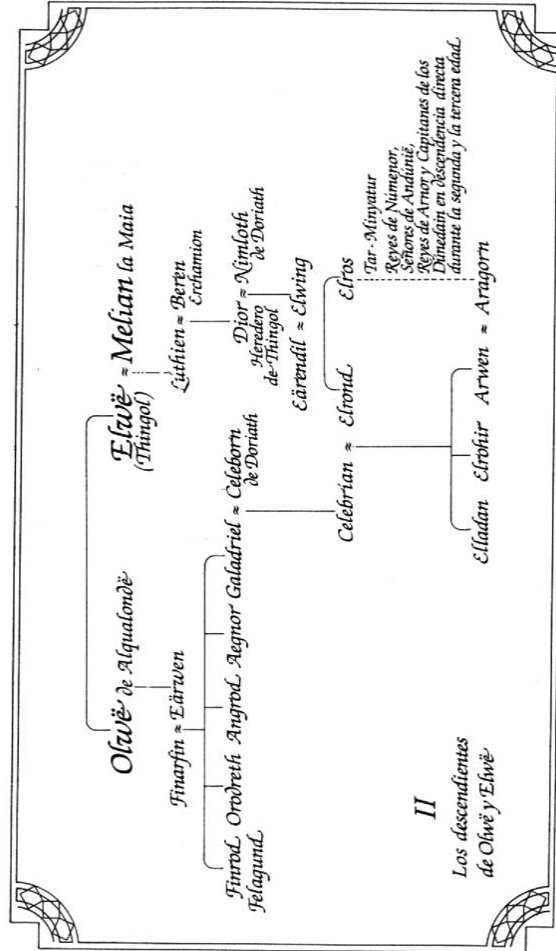 Olwë de Alqualondë
Elwë ≈ Melian la Maia
(Thingol)
Finarfin ≈ Eärwen
Lúthien ≈ Beren
Erchamion
Finrod Orodreth Angrod Aegnor Galadriel ≈ Celeborn
Felagund
de Doriath
Dior ≈ Nimloth
Heredero
de Thingol
de Doriath
Eärendil ≈ Elwing
Celebrian ≈ Elrond
Elros
Tar-Minyatur
Reyes de Númenor,
Señores de Andúnië,
Reyes de Arnor y Capitanes de los
Dúnedain en descendencia directa
durante la segunda y la tercera edad.
Elladan Elrohir Arwen ≈ Aragorn
II
Los descendientes
de Olwë y Elwë